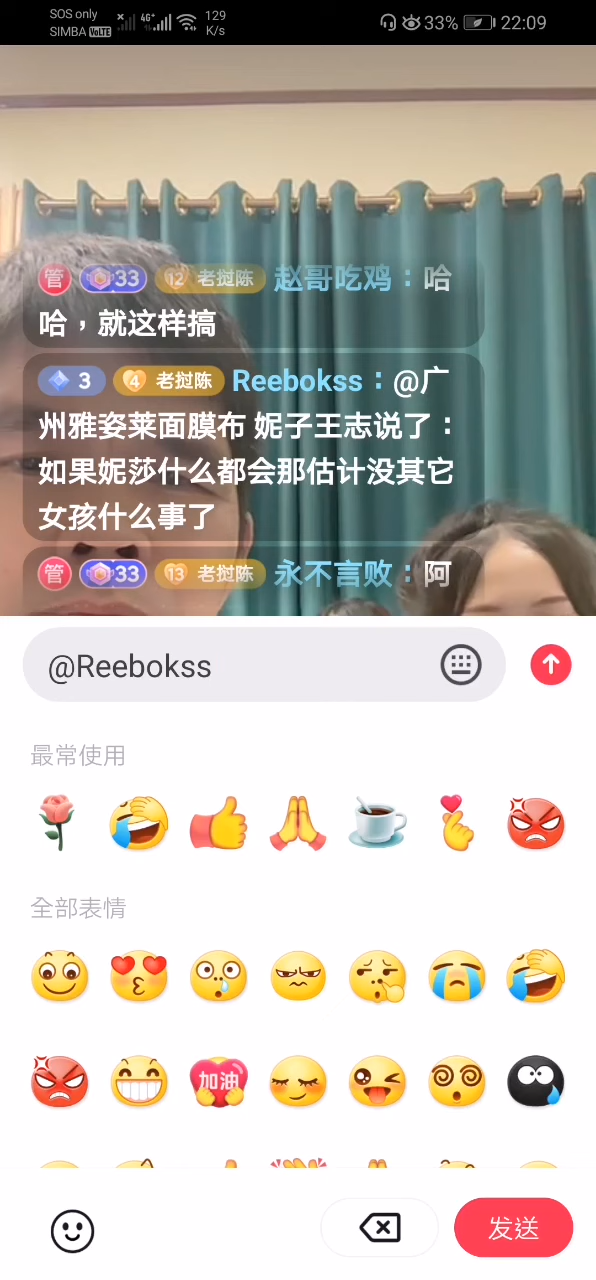 SOS only
4G+
129
33%
22:09
SIMBA VoLTE
K/s
管 33 12 老挝陈 赵哥吃鸡：哈
哈，就这样搞
3 4 老挝陈 Reebokss：@广
州雅姿莱面膜布 妮子王志说了：
如果妮莎什么都会那估计没其它
女孩什么事了
管 33 13 老挝陈 永不言败：阿
@Reebokss
最常使用
全部表情
加油
发送